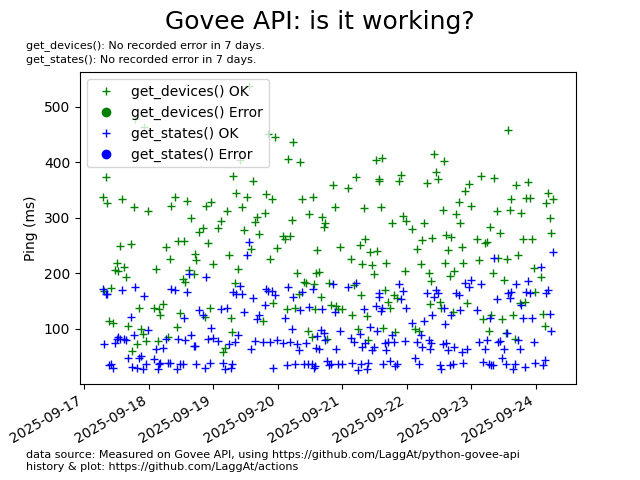 Govee API: is it working?
get_devices(): No recorded error in 7 days.
get_states(): No recorded error in 7 days.
get_devices() OK
get_devices() Error
get_states() OK
get_states() Error
Ping (ms)
500
400
300
200
100
2025-09-17
2025-09-18
2025-09-19
2025-09-20
2025-09-21
2025-09-22
2025-09-23
2025-09-24
data source: Measured on Govee API, using https://github.com/LaggAt/python-govee-api
history & plot: https://github.com/LaggAt/actions